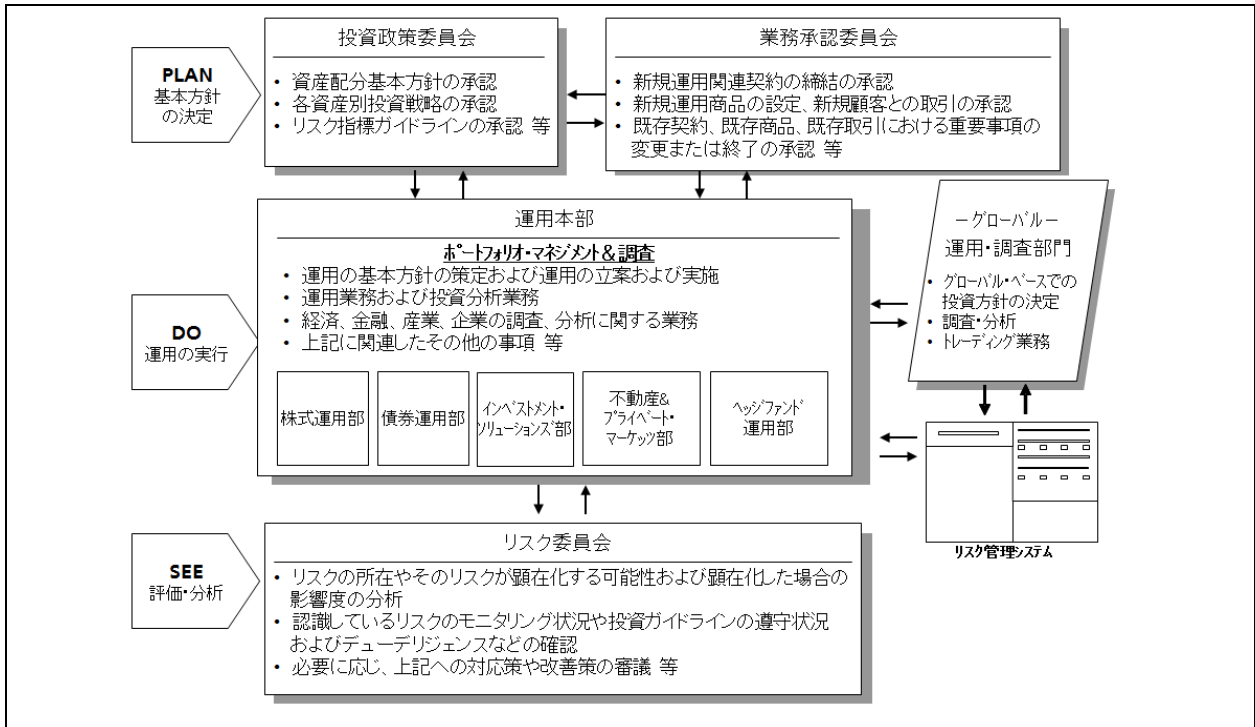 PLAN
基本方針
の決定
投資政策委員会
• 資産配分基本方針の承認
• 各資産別投資戦略の承認
• リスク指標ガイドラインの承認 等
業務承認委員会
• 新規運用関連契約の締結の承認
• 新規運用商品の設定、新規顧客との取引の承認
• 既存契約、既存商品、既存取引における重要事項の
変更または終了の承認 等
DO
運用の実行
運用本部
ポートフォリオ・マネジメント&調査
• 運用の基本方針の策定および運用の立案および実施
• 運用業務および投資分析業務
• 経済、金融、産業、企業の調査、分析に関する業務
• 上記に関連したその他の事項 等
株式運用部
債券運用部
インベストメント・
ソリューションズ部
不動産&
プライベート・
マーケッツ部
ヘッジファンド
運用部
－グローバル－
運用・調査部門
• グローバル・ベースでの
投資方針の決定
• 調査・分析
• トレーディング業務
リスク管理システム
SEE
評価・分析
リスク委員会
• リスクの所在やそのリスクが顕在化する可能性および顕在化した場合の
影響度の分析
• 認識しているリスクのモニタリング状況や投資ガイドラインの遵守状況
およびデューデリジェンスなどの確認
• 必要に応じ、上記への対応策や改善策の審議 等